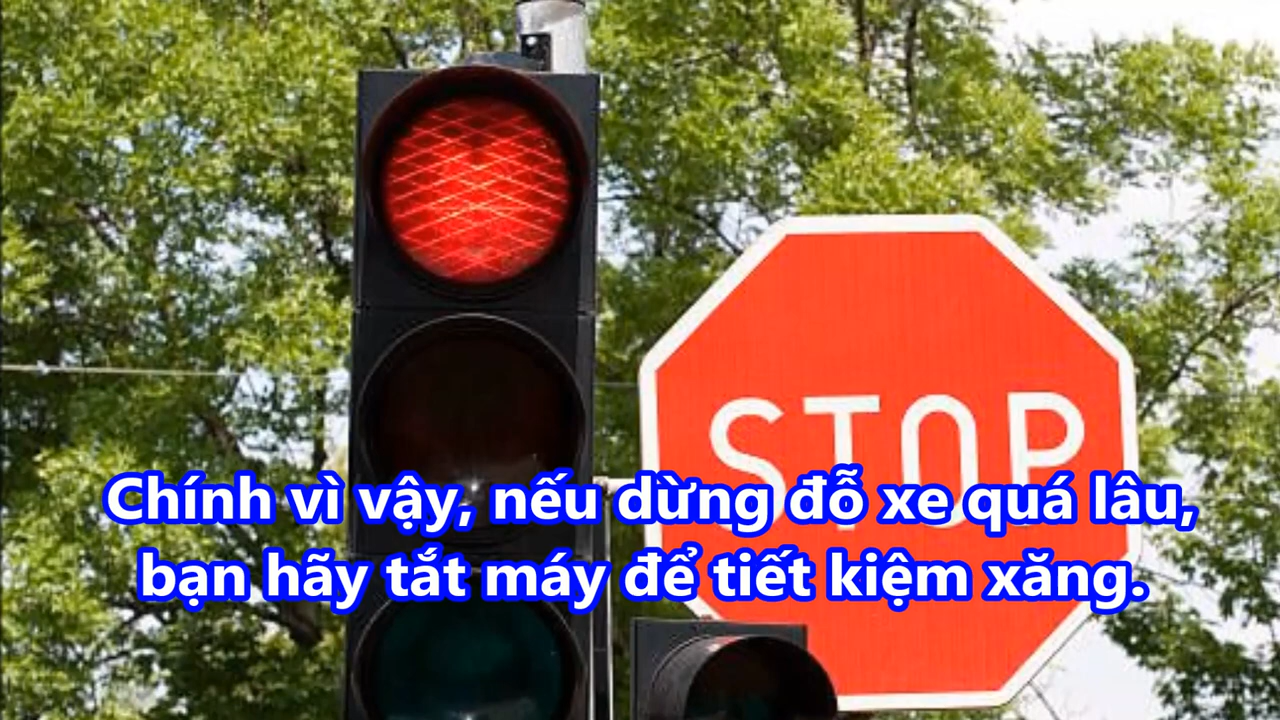 STOP
Chính vì vậy, nếu dừng đỗ xe quá lâu,
bạn hãy tắt máy để tiết kiệm xăng.